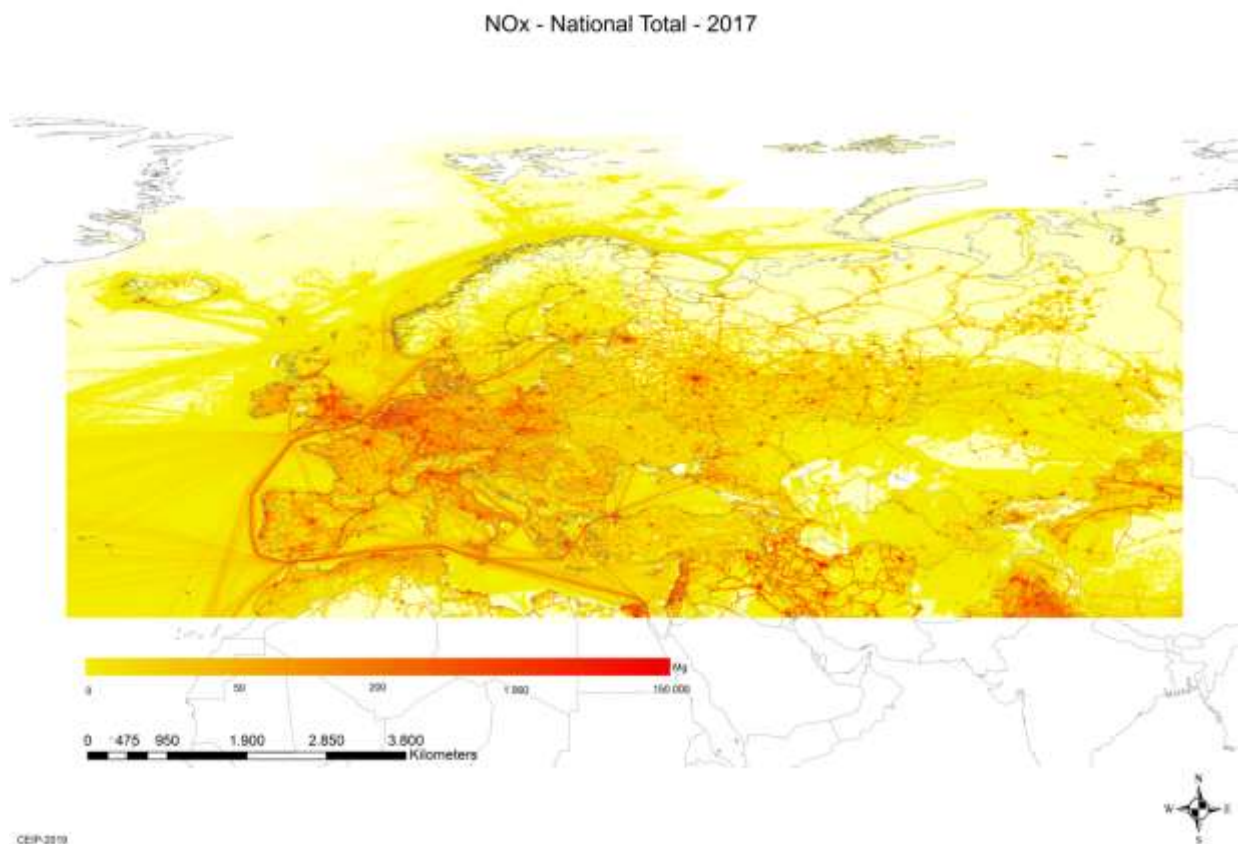 NOx - National Total - 2017
Mg
0 50 200 1 000 150 000
0 475 950 1.900 2.850 3.800
Kilometers
N
W E
S
CEIP-2019